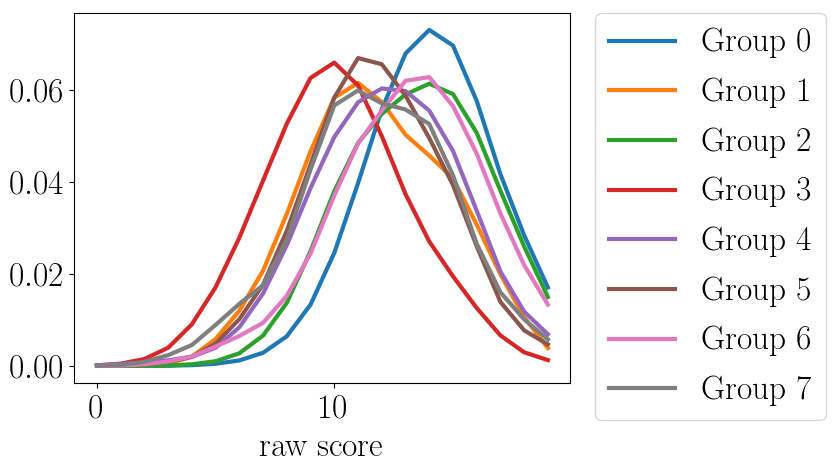 0.06
0.04
0.02
0.00
0
10
raw score
Group 0
Group 1
Group 2
Group 3
Group 4
Group 5
Group 6
Group 7